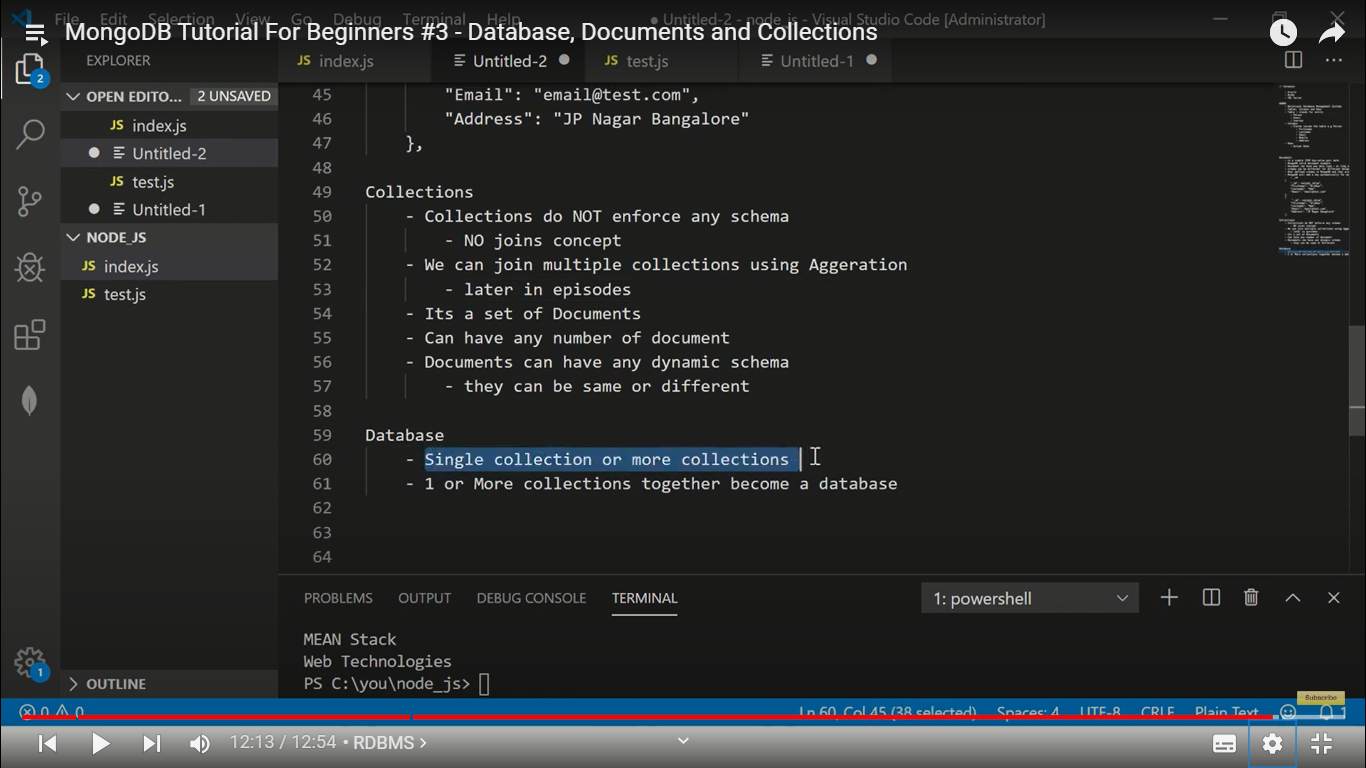 File Edit Selection View Go Debug Terminal Help
● Untitled-2 - node_js - Visual Studio Code [Administrator]
MongoDB Tutorial For Beginners #3 - Database, Documents and Collections
EXPLORER
JS index.js
Untitled-2
JS test.js
Untitled-1
2
OPEN EDITO... 2 UNSAVED
JS index.js
Untitled-2
JS test.js
Untitled-1
NODE_JS
JS index.js
JS test.js
OUTLINE
1
45 "Email": "email@test.com",
46 "Address": "JP Nagar Bangalore"
47 },
48
49 Collections
50 - Collections do NOT enforce any schema
51 - NO joins concept
52 - We can join multiple collections using Aggeration
53 - later in episodes
54 - Its a set of Documents
55 - Can have any number of document
56 - Documents can have any dynamic schema
57 - they can be same or different
58
59 Database
60 - Single collection or more collections
61 - 1 or More collections together become a database
62
63
64
PROBLEMS OUTPUT DEBUG CONSOLE TERMINAL
1: powershell
MEAN Stack
Web Technologies
PS C:\you\node_js>
Subscribe
0 0
Ln 60, Col 45 (38 selected) Spaces: 4 UTF-8 CRLF Plain Text 1
12:13 / 12:54 • RDBMS >